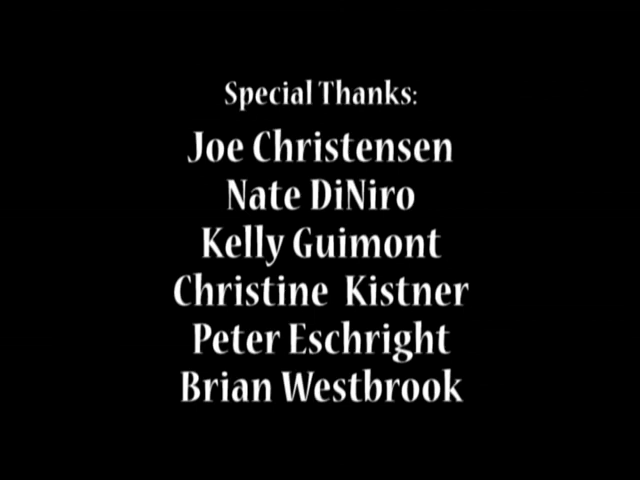 Special Thanks:
Joe Christensen
Nate DiNiro
Kelly Guimont
Christine Kistner
Peter Eschright
Brian Westbrook